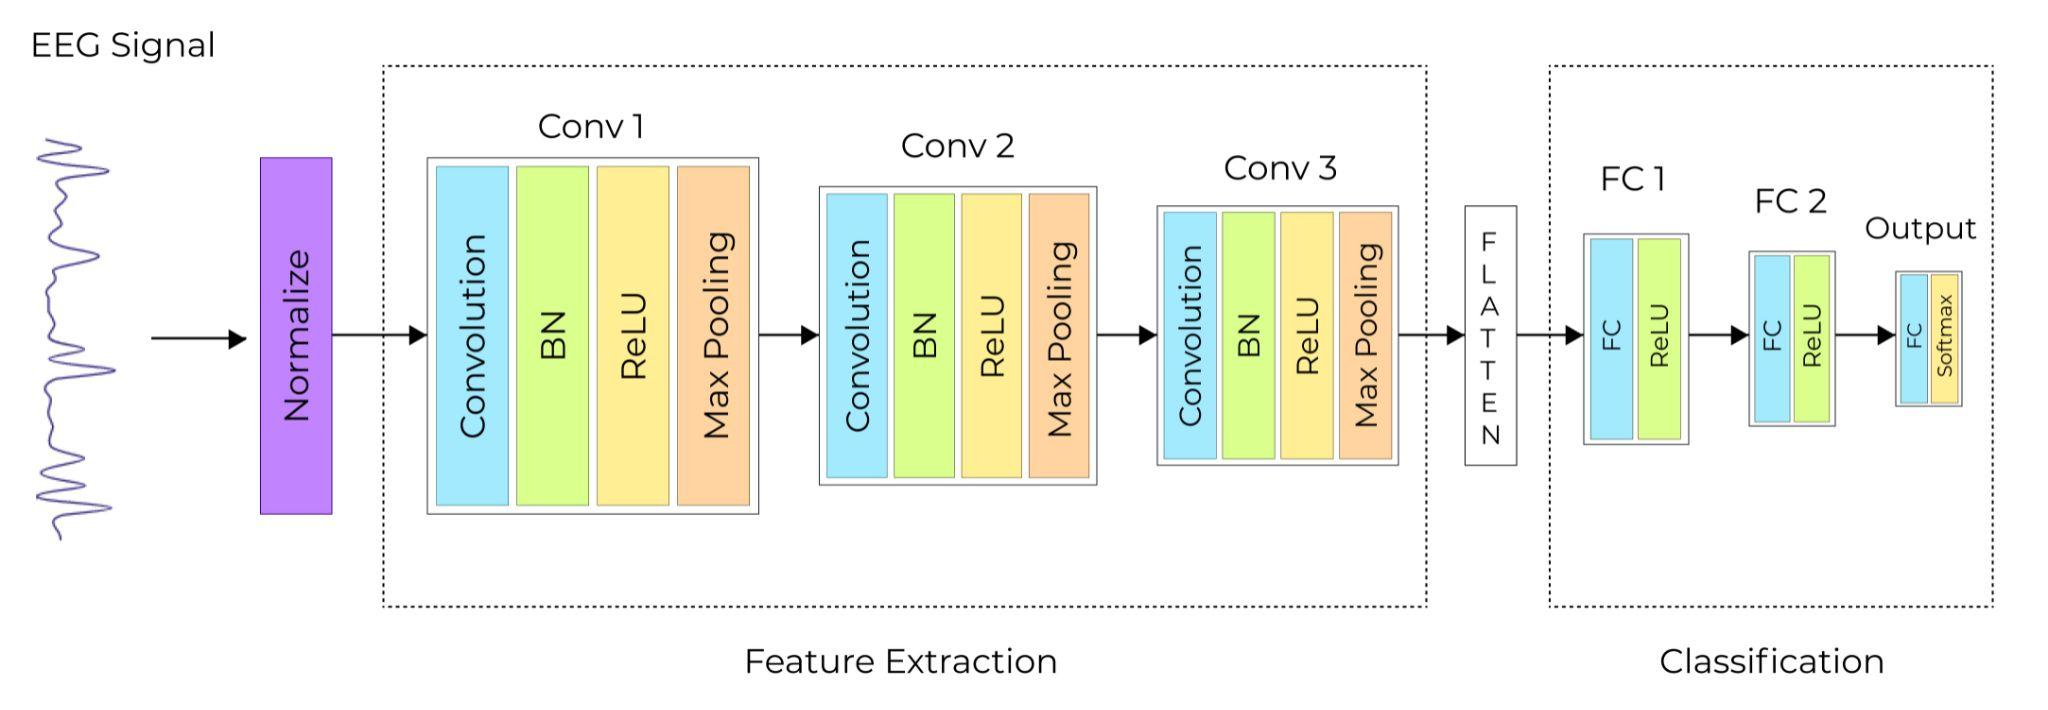 EEG Signal
Normalize
Conv 1
Convolution
BN
ReLU
Max Pooling
Conv 2
Convolution
BN
ReLU
Max Pooling
Conv 3
Convolution
BN
ReLU
Max Pooling
Feature Extraction
FLATTEN
FC 1
FC
ReLU
FC 2
FC
ReLU
Output
FC
Softmax
Classification